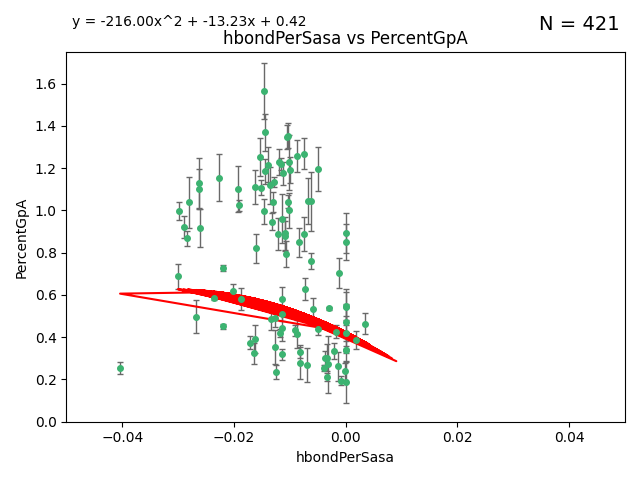 y = -216.00x^2 + -13.23x + 0.42
N = 421
hbondPerSasa vs PercentGpA
PercentGpA
1.6
1.4
1.2
1.0
0.8
0.6
0.4
0.2
0.0
−0.04
−0.02
0.00
0.02
0.04
hbondPerSasa